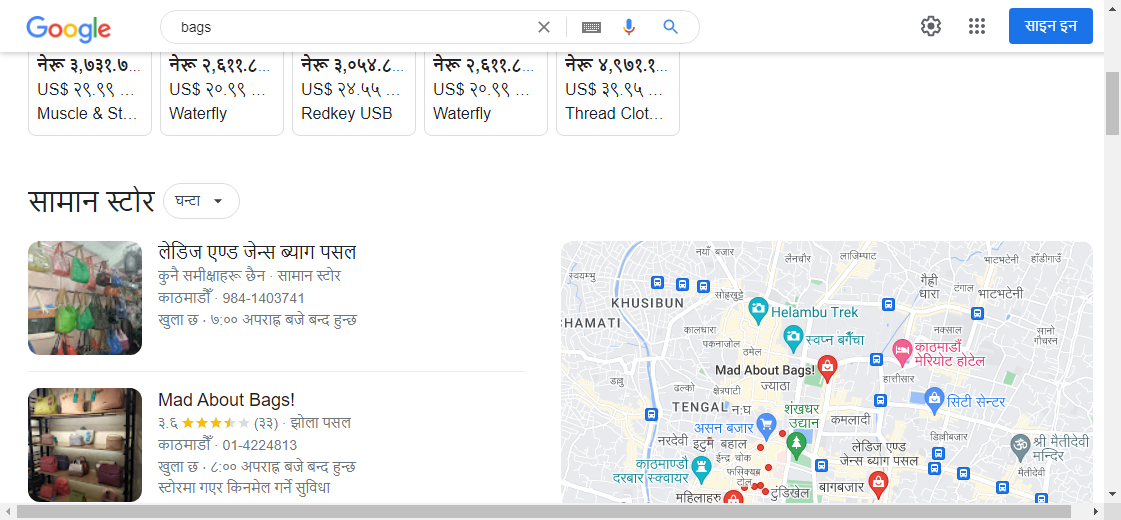 Google
bags
साइन इन
नेरू ३,७३१.७...
US$ २९.९९ ...
Muscle & St...
नेरू २,६११.८...
US$ २०.९९ ...
Waterfly
नेरू ३,०५४.८...
US$ २४.५५ ...
Redkey USB
नेरू २,६११.८...
US$ २०.९९ ...
Waterfly
नेरू ४,९७१.१...
US$ ३९.९५ ...
Thread Clot...
सामान स्टोर
घन्टा
लेडिज एण्ड जेन्स ब्याग पसल
कुनै समीक्षाहरू छैन · सामान स्टोर
काठमाडौँ · 984-1403741
खुला छ · ७:०० अपराह्न बजे बन्द हुन्छ
Mad About Bags!
३.६ (३३) · झोला पसल
काठमाडौँ · 01-4224813
खुला छ · ८:०० अपराह्न बजे बन्द हुन्छ
स्टोरमा गएर किनमेल गर्ने सुविधा
नयाँ बजार
लैनचौर
लाजिम्पाट
हाँडीगाउँ
स्वयम्भु
गैह्री
धारा
टंगाल
भाटभटेनी
भाटभटेनी
सोह्रखुट्टे
KHUSIBUN
Helambu Trek
CHAMATI
कालधारा
पकनाजोल
ठमेल
स्वप्न बगैँचा
नक्साल
सानो
गौचरन
काठमाडौं
मेरियोट होटेल
Mad About Bags!
ज्याठा
हात्तीसार
डल्लु
ढल्को
क्षेत्रपाटी
TENGAL
न:घ:
शंखधर
उद्यान
कमलादी
सिटी सेन्टर
असन बजार
नरदेवी
इटुम बहाल
इन्द्र चोक
फसिक्यब
टोल
लेडिज एण्ड
जेन्स ब्याग पसल
डिल्लीबजार
श्री मैतीदेवी
मन्दिर
मैतीदेवी
काठमाण्डौ
दरबार स्क्वायर
महिलाहरु
टुंडिखेल
बागबजार